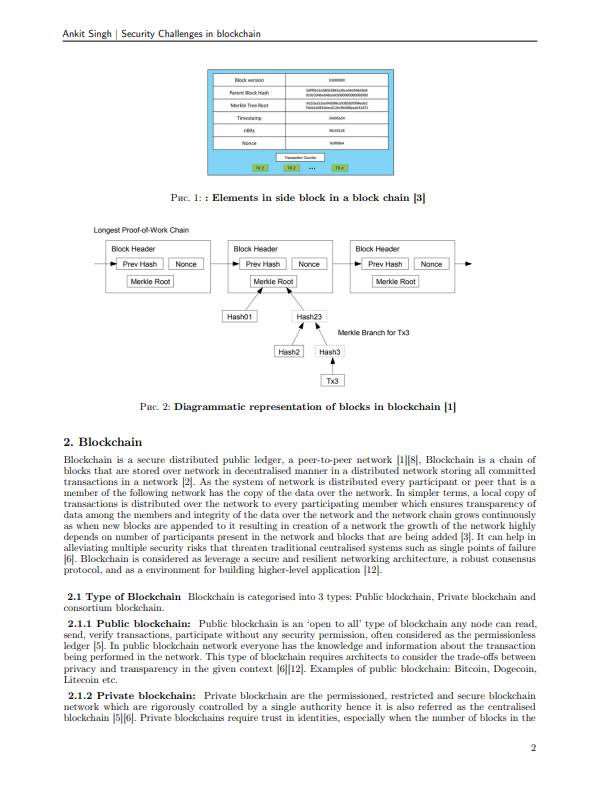 Ankit Singh | Security Challenges in blockchain
Block version
Parent Block Hash
Merkle Tree Root
Timestamp
nBits
Nonce
Transaction Counter
TX 1 TX 2 ••• TX n
Рис. 1: : Elements in side block in a block chain [3]
Longest Proof-of-Work Chain
Block Header Block Header Block Header
Prev Hash Nonce Prev Hash Nonce Prev Hash Nonce
Merkle Root Merkle Root Merkle Root
Hash01 Hash23
Merkle Branch for Tx3
Hash2 Hash3
Tx3
Рис. 2: Diagrammatic representation of blocks in blockchain [1]
2. Blockchain
Blockchain is a secure distributed public ledger, a peer-to-peer network [1][8], Blockchain is a chain of
blocks that are stored over network in decentralised manner in a distributed network storing all committed
transactions in a network [2]. As the system of network is distributed every participant or peer that is a
member of the following network has the copy of the data over the network. In simpler terms, a local copy of
transactions is distributed over the network to every participating member which ensures transparency of
data among the members and integrity of the data over the network and the network chain grows continuously
as when new blocks are appended to it resulting in creation of a network the growth of the network highly
depends on number of participants present in the network and blocks that are being added [3]. It can help in
alleviating multiple security risks that threaten traditional centralised systems such as single points of failure
[6]. Blockchain is considered as leverage a secure and resilient networking architecture, a robust consensus
protocol, and as a environment for building higher-level application [12].
2.1 Type of Blockchain Blockchain is categorised into 3 types: Public blockchain, Private blockchain and
consortium blockchain.
2.1.1 Public blockchain: Public blockchain is an ‘open to all’ type of blockchain any node can read,
send, verify transactions, participate without any security permission, often considered as the permissionless
ledger [5]. In public blockchain network everyone has the knowledge and information about the transaction
being performed in the network. This type of blockchain requires architects to consider the trade-offs between
privacy and transparency in the given context [6][12]. Examples of public blockchain: Bitcoin, Dogecoin,
Litecoin etc.
2.1.2 Private blockchain: Private blockchain are the permissioned, restricted and secure blockchain
network which are rigorously controlled by a single authority hence it is also referred as the centralised
blockchain [5][6]. Private blockchains require trust in identities, especially when the number of blocks in the
2